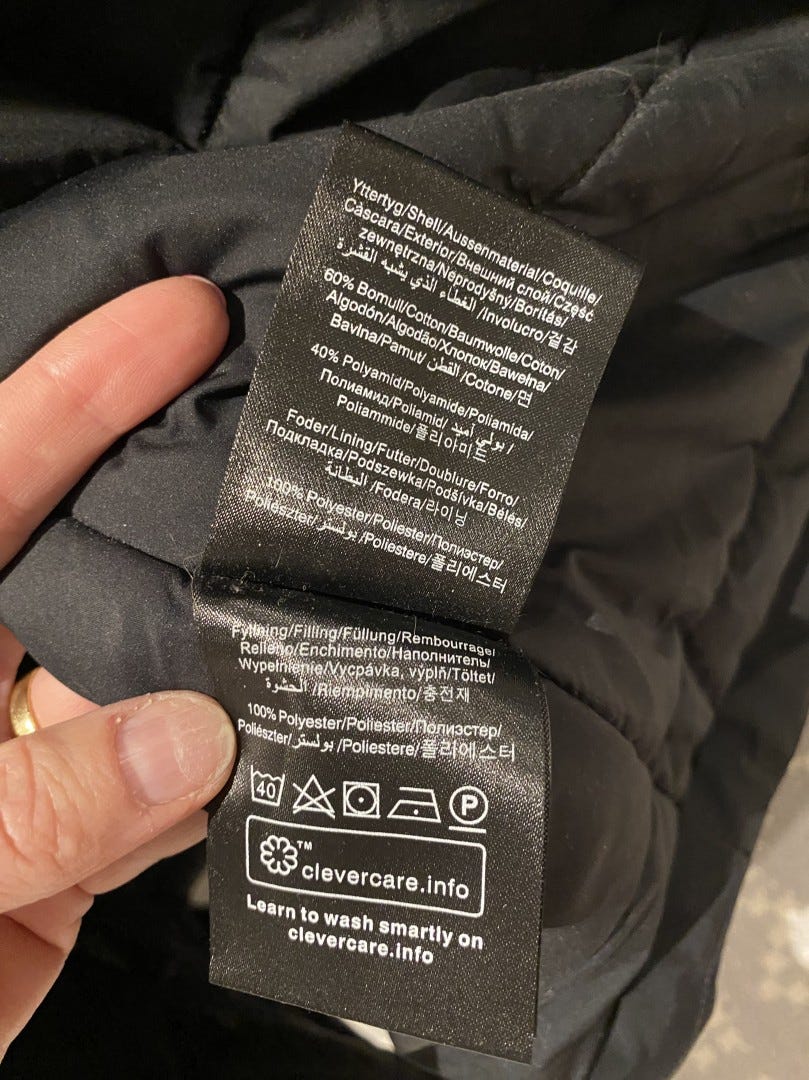 Yttertyg/Shell/Aussenmaterial/Coquille/
Càscara/Exterior/Внешний слой/Część
zewnętrzna/Neprodyšný/Borítás/
الغطاء الذي يشبه القشرة /Involucro/겉감
60% Bomull/Cotton/Baumwolle/Coton/
Algodón/Algodão/Хлопок/Bawełna/
Bavlna/Pamut/ القطن /Cotone/면
40% Polyamid/Polyamide/Poliamida/
Полиамид/Poliamid/ بولي أميد /
Poliammide/폴리아미드
Foder/Lining/Futter/Doublure/Forro/
Подкладка/Podszewka/Podšívka/Bélés/
البطانة /Fodera/라이닝
100% Polyester/Poliester/Полиэстер/
Poliészter/ بولستر /Poliestere/폴리에스터
Fyllning/Filling/Füllung/Rembourrage/
Relleno/Enchimento/Наполнитель/
Wypełnienie/Vycpávka, výplň/Töltet/
الحشوة /Riempimento/충전재
100% Polyester/Poliester/Полиэстер/
Poliészter/ بولستر /Poliestere/폴리에스터
40 P
™ clevercare.info
Learn to wash smartly on
clevercare.info